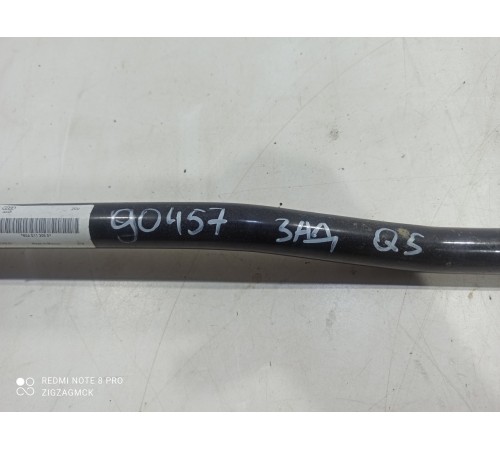 90457 ЗАД Q5
REDMI NOTE 8 PRO
ZIGZAGMCK